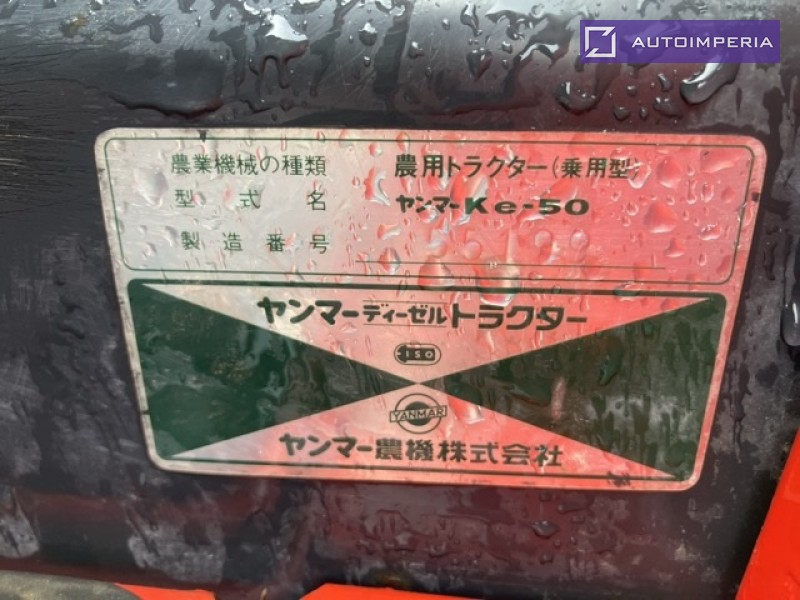 AUTOIMPERIA
農業機械の種類 農用トラクター(乗用型)
型式名 ヤンマーKe-50
製造番号
ヤンマーディーゼルトラクター
ISO
YANMAR
ヤンマー農機株式会社